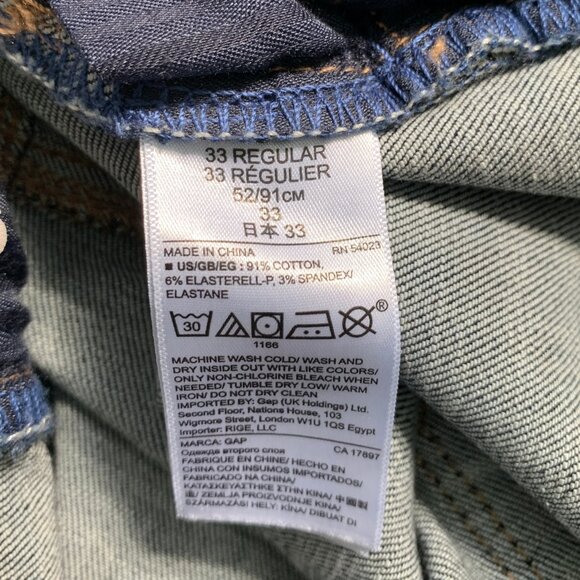 33 REGULAR
33 RÉGULIER
52/91CM
33
日本 33
MADE IN CHINA RN 54023
■ US/GB/EG : 91% COTTON,
6% ELASTERELL-P, 3% SPANDEX/
ELASTANE
30
®
1166
MACHINE WASH COLD/ WASH AND
DRY INSIDE OUT WITH LIKE COLORS/
ONLY NON-CHLORINE BLEACH WHEN
NEEDED/ TUMBLE DRY LOW/ WARM
IRON/ DO NOT DRY CLEAN
IMPORTED BY: Gap (UK Holdings) Ltd.
Second Floor, Nations House, 103
Wigmore Street, London W1U 1QS Egypt
Importer: RIGE, LLC
MARCA: GAP CA 17897
Одежда второго слоя
FABRIQUÉ EN CHINE/ HECHO EN
CHINA CON INSUMOS IMPORTADOS/
FABRICADO NA CHINA/
ΚΑΤΑΣΚΕΥΑΣΤΗΚΕ ΣΤΗΝ ΚΙΝΑ/ 中國製
造/ ZEMLJA PROIZVODNJE KINA/
SZÁRMAZÁSI HELY: KÍNA/ DIBUAT DI